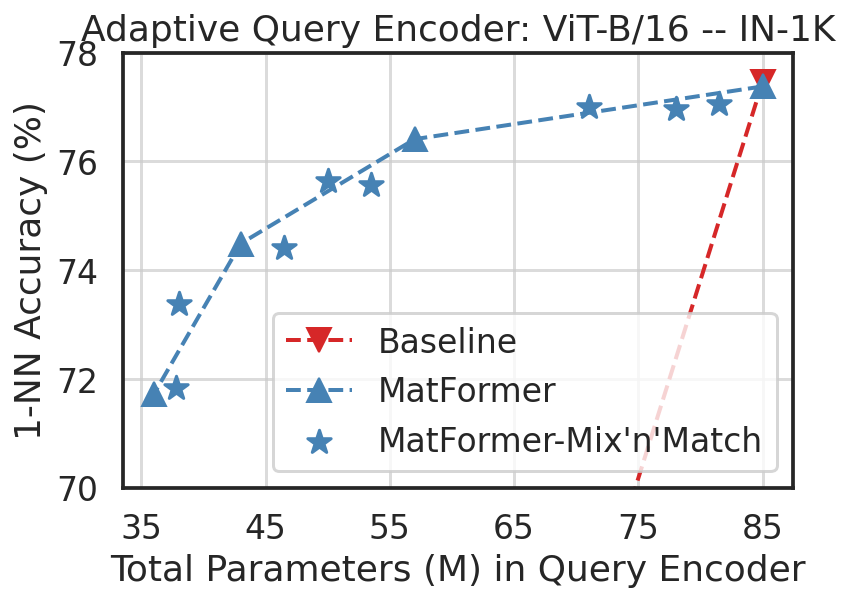 Adaptive Query Encoder: ViT-B/16 -- IN-1K
1-NN Accuracy (%)
78
76
74
72
70
Baseline
MatFormer
MatFormer-Mix'n'Match
35 45 55 65 75 85
Total Parameters (M) in Query Encoder